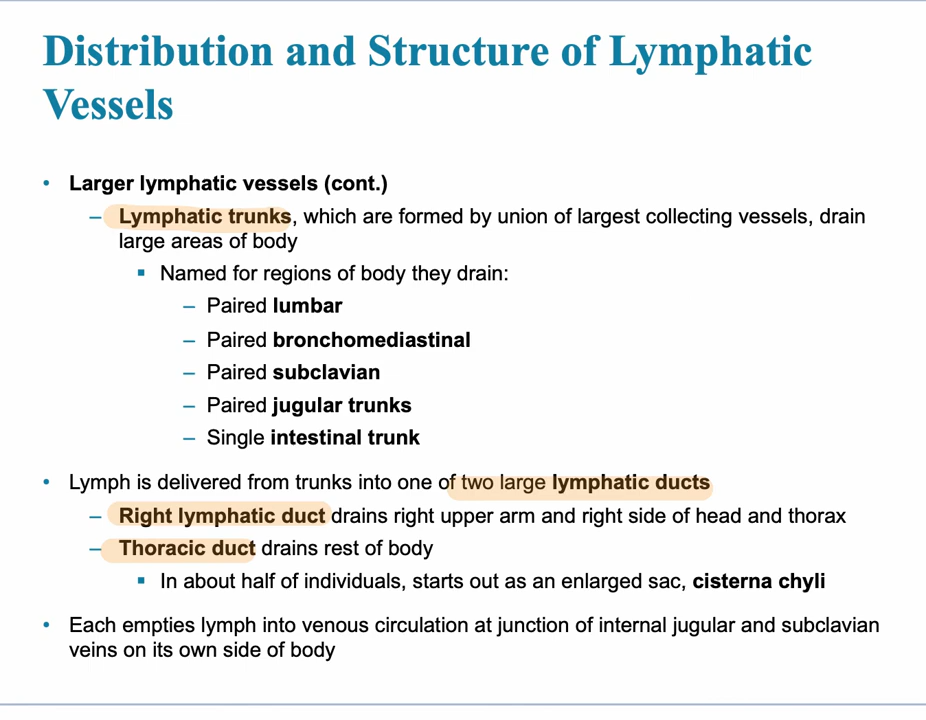 Distribution and Structure of Lymphatic
Vessels
• Larger lymphatic vessels (cont.)
– Lymphatic trunks, which are formed by union of largest collecting vessels, drain
large areas of body
▪ Named for regions of body they drain:
– Paired lumbar
– Paired bronchomediastinal
– Paired subclavian
– Paired jugular trunks
– Single intestinal trunk
• Lymph is delivered from trunks into one of two large lymphatic ducts
– Right lymphatic duct drains right upper arm and right side of head and thorax
– Thoracic duct drains rest of body
▪ In about half of individuals, starts out as an enlarged sac, cisterna chyli
• Each empties lymph into venous circulation at junction of internal jugular and subclavian
veins on its own side of body